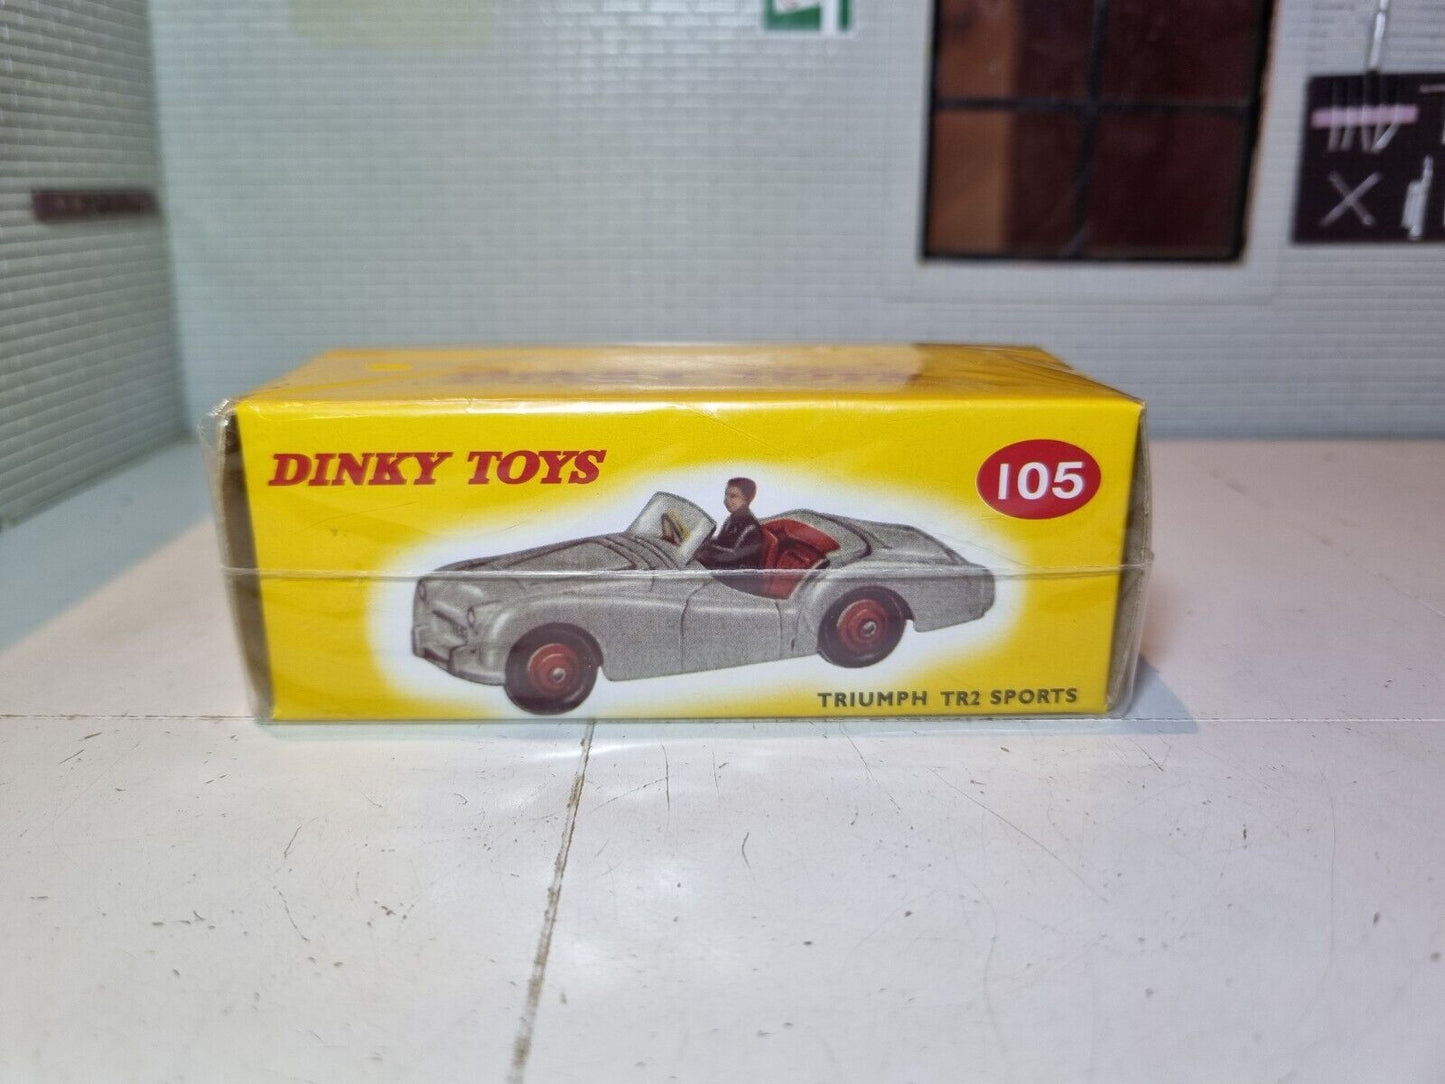 DINKY TOYS
105
TRIUMPH TR2 SPORTS